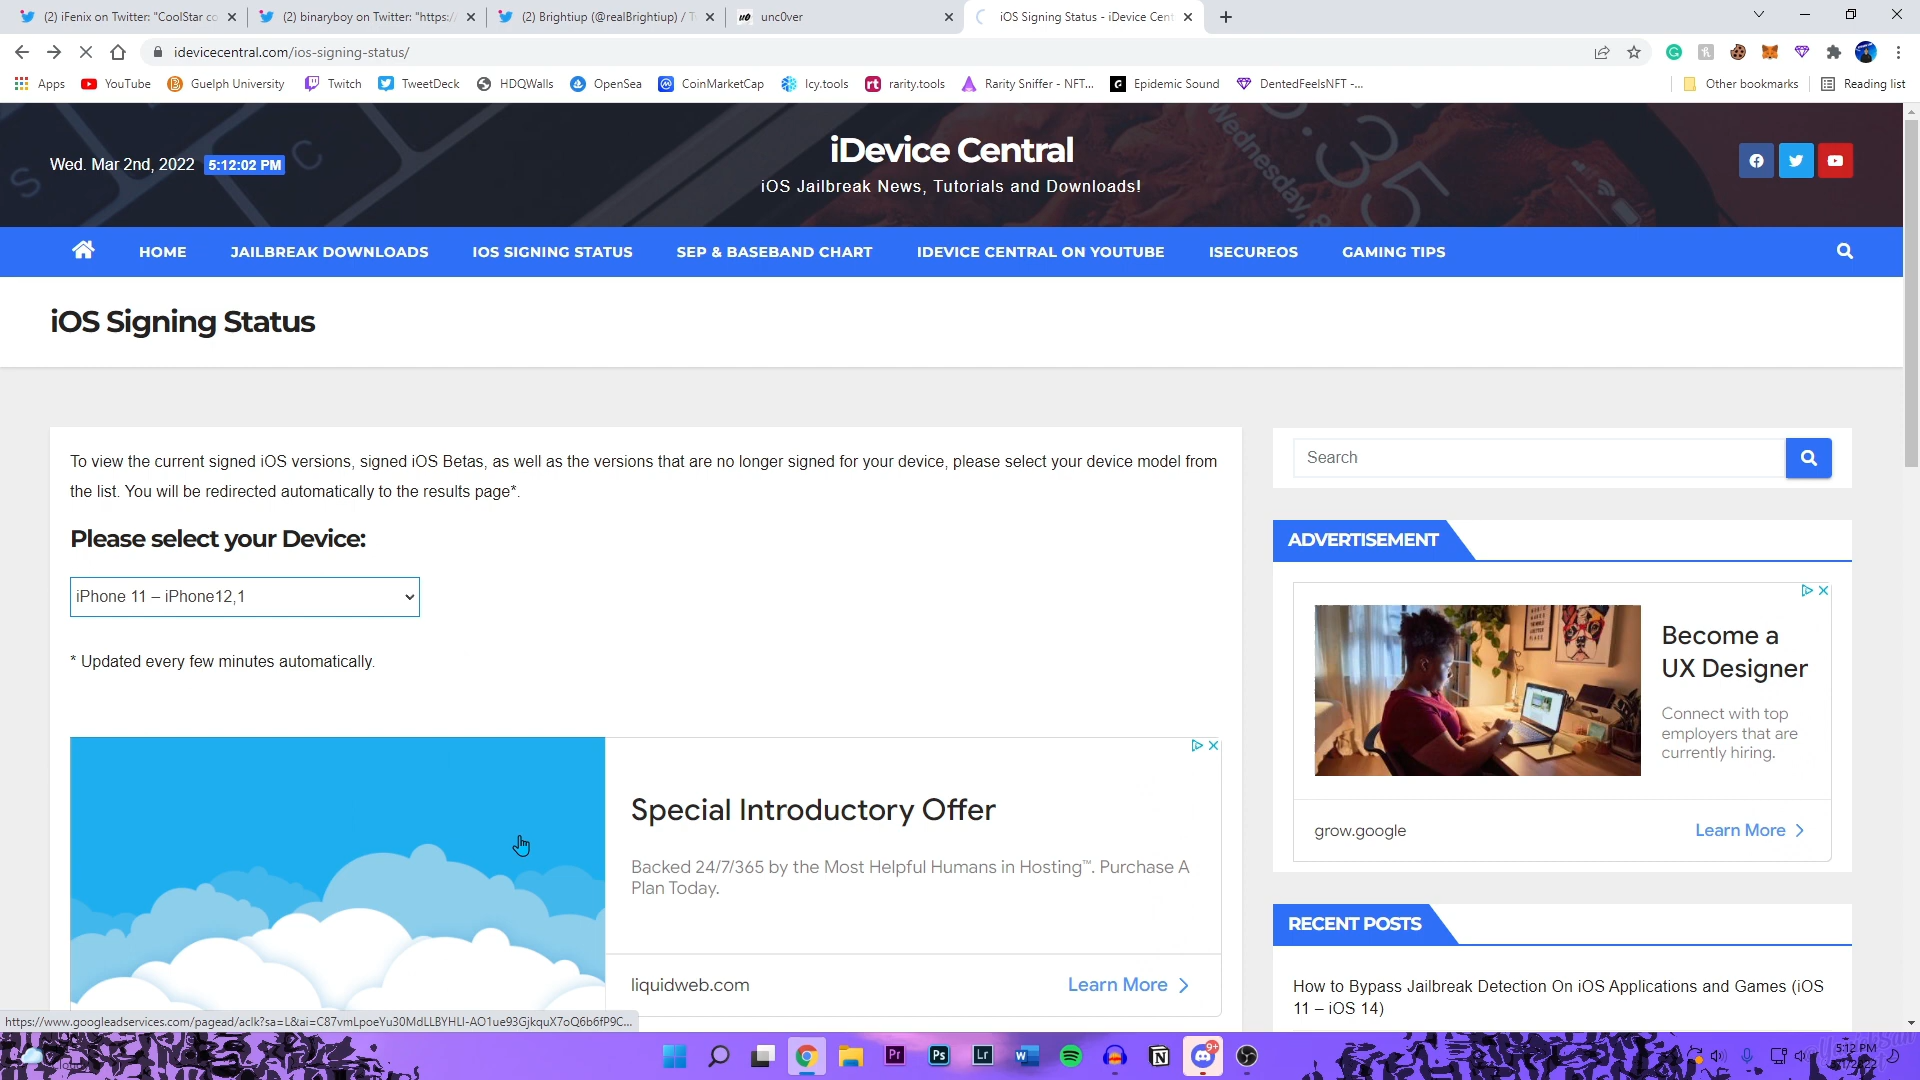 (2) iFenix on Twitter: "CoolStar co
(2) binaryboy on Twitter: "https:/
(2) Brightiup (@realBrightiup) / T
unc0ver
iOS Signing Status - iDevice Cent
idevicecentral.com/ios-signing-status/
Apps
YouTube
Guelph University
Twitch
TweetDeck
HDQWalls
OpenSea
CoinMarketCap
Icy.tools
rarity.tools
Rarity Sniffer - NFT...
Epidemic Sound
DentedFeelsNFT -...
Other bookmarks
Reading list
Wed. Mar 2nd, 2022 5:12:02 PM
iDevice Central
iOS Jailbreak News, Tutorials and Downloads!
Wednesday,
HOME
JAILBREAK DOWNLOADS
IOS SIGNING STATUS
SEP & BASEBAND CHART
IDEVICE CENTRAL ON YOUTUBE
ISECUREOS
GAMING TIPS
iOS Signing Status
To view the current signed iOS versions, signed iOS Betas, as well as the versions that are no longer signed for your device, please select your device model from
the list. You will be redirected automatically to the results page*.
Please select your Device:
iPhone 11 – iPhone12,1
* Updated every few minutes automatically.
Special Introductory Offer
Backed 24/7/365 by the Most Helpful Humans in Hosting™. Purchase A
Plan Today.
liquidweb.com
Learn More
Search
ADVERTISEMENT
Become a
UX Designer
Connect with top
employers that are
currently hiring.
grow.google
Learn More
RECENT POSTS
How to Bypass Jailbreak Detection On iOS Applications and Games (iOS
11 – iOS 14)
https://www.googleadservices.com/pagead/aclk?sa=L&ai=C87vmLpoeYu30MdLLBYHLI-AO1ue93GjkquX7oQ6b6fP9C...
Pr
Ps
Lr
W
N
9+
5:12 PM